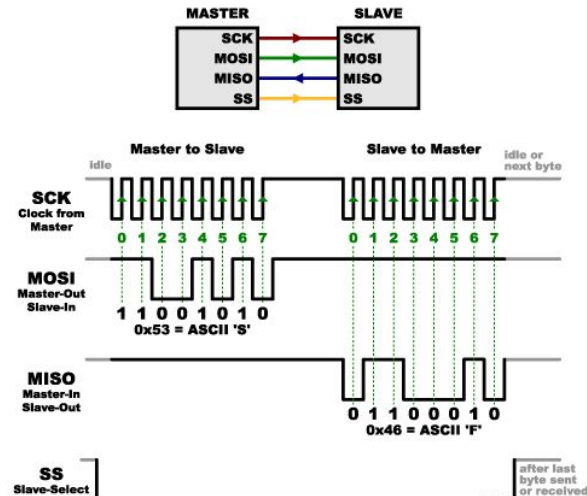 MASTER SLAVE
SCK SCK
MOSI MOSI
MISO MISO
SS SS
Master to Slave Slave to Master
idle
idle or
next byte
SCK
Clock from
Master
0 1 2 3 4 5 6 7 0 1 2 3 4 5 6 7
MOSI
Master-Out
Slave-In
1 1 0 0 1 0 1 0
0x53 = ASCII 'S'
MISO
Master-In
Slave-Out
0 1 1 0 0 0 1 0
0x46 = ASCII 'F'
SS
Slave-Select
after last
byte sent
or received